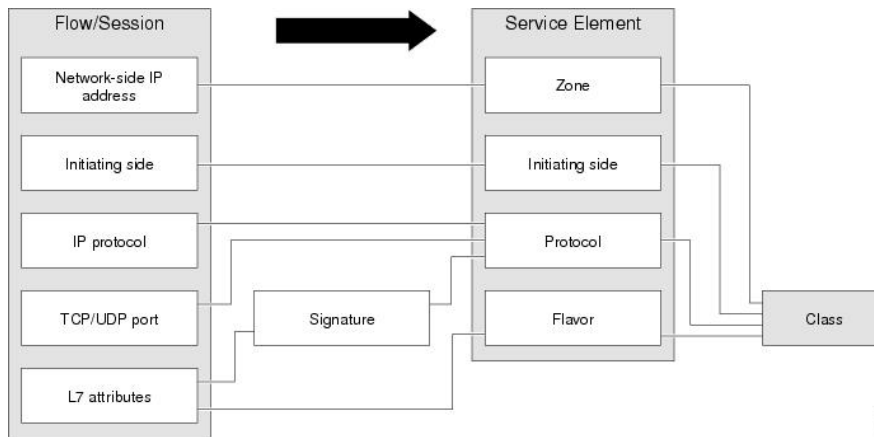 Flow/Session
Service Element
Network-side IP
address
Zone
Initiating side
Initiating side
IP protocol
Protocol
TCP/UDP port
Signature
Flavor
Class
L7 attributes